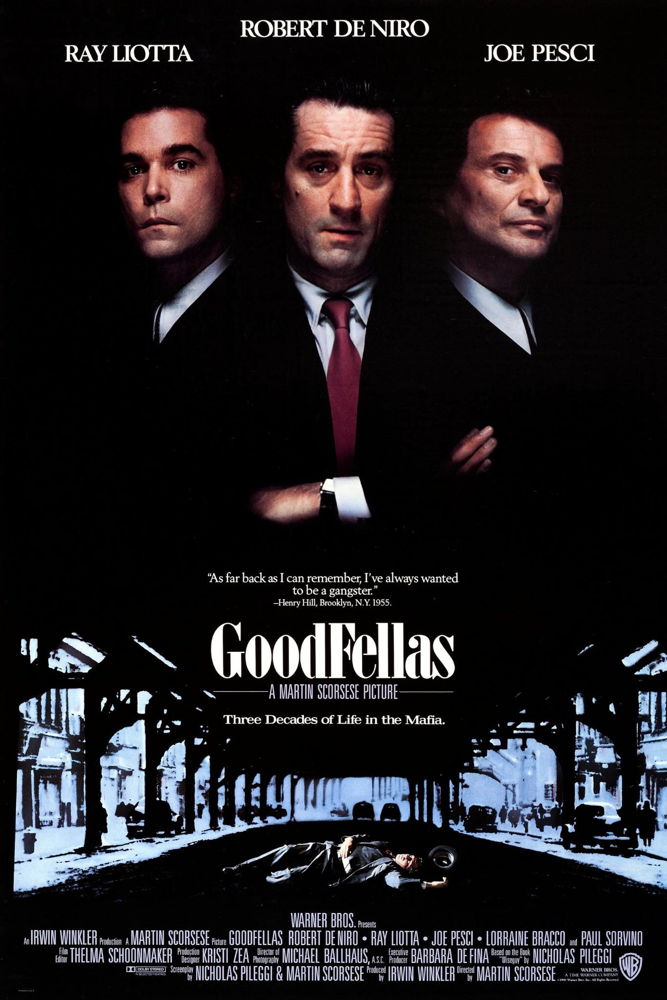 ROBERT DE NIRO
RAY LIOTTA
JOE PESCI
“As far back as I can remember, I’ve always wanted
to be a gangster.”
–Henry Hill, Brooklyn, N.Y. 1955.
GoodFellas
A MARTIN SCORSESE PICTURE
Three Decades of Life in the Mafia.
WARNER BROS. Presents
An IRWIN WINKLER Production A MARTIN SCORSESE Picture GOODFELLAS ROBERT DE NIRO • RAY LIOTTA • JOE PESCI • LORRAINE BRACCO and PAUL SORVINO
Film Editor THELMA SCHOONMAKER Production Designer KRISTI ZEA Director of Photography MICHAEL BALLHAUS, A.S.C. Executive Producer BARBARA DE FINA Based on the Book “Wiseguy” by NICHOLAS PILEGGI
DOLBY STEREO
IN SELECTED THEATRES
Screenplay by NICHOLAS PILEGGI & MARTIN SCORSESE Produced by IRWIN WINKLER Directed by MARTIN SCORSESE
WB
WARNER BROS.
A TIME WARNER COMPANY
©1990 Warner Bros. Inc. All Rights Reserved
Printed in U.S.A.